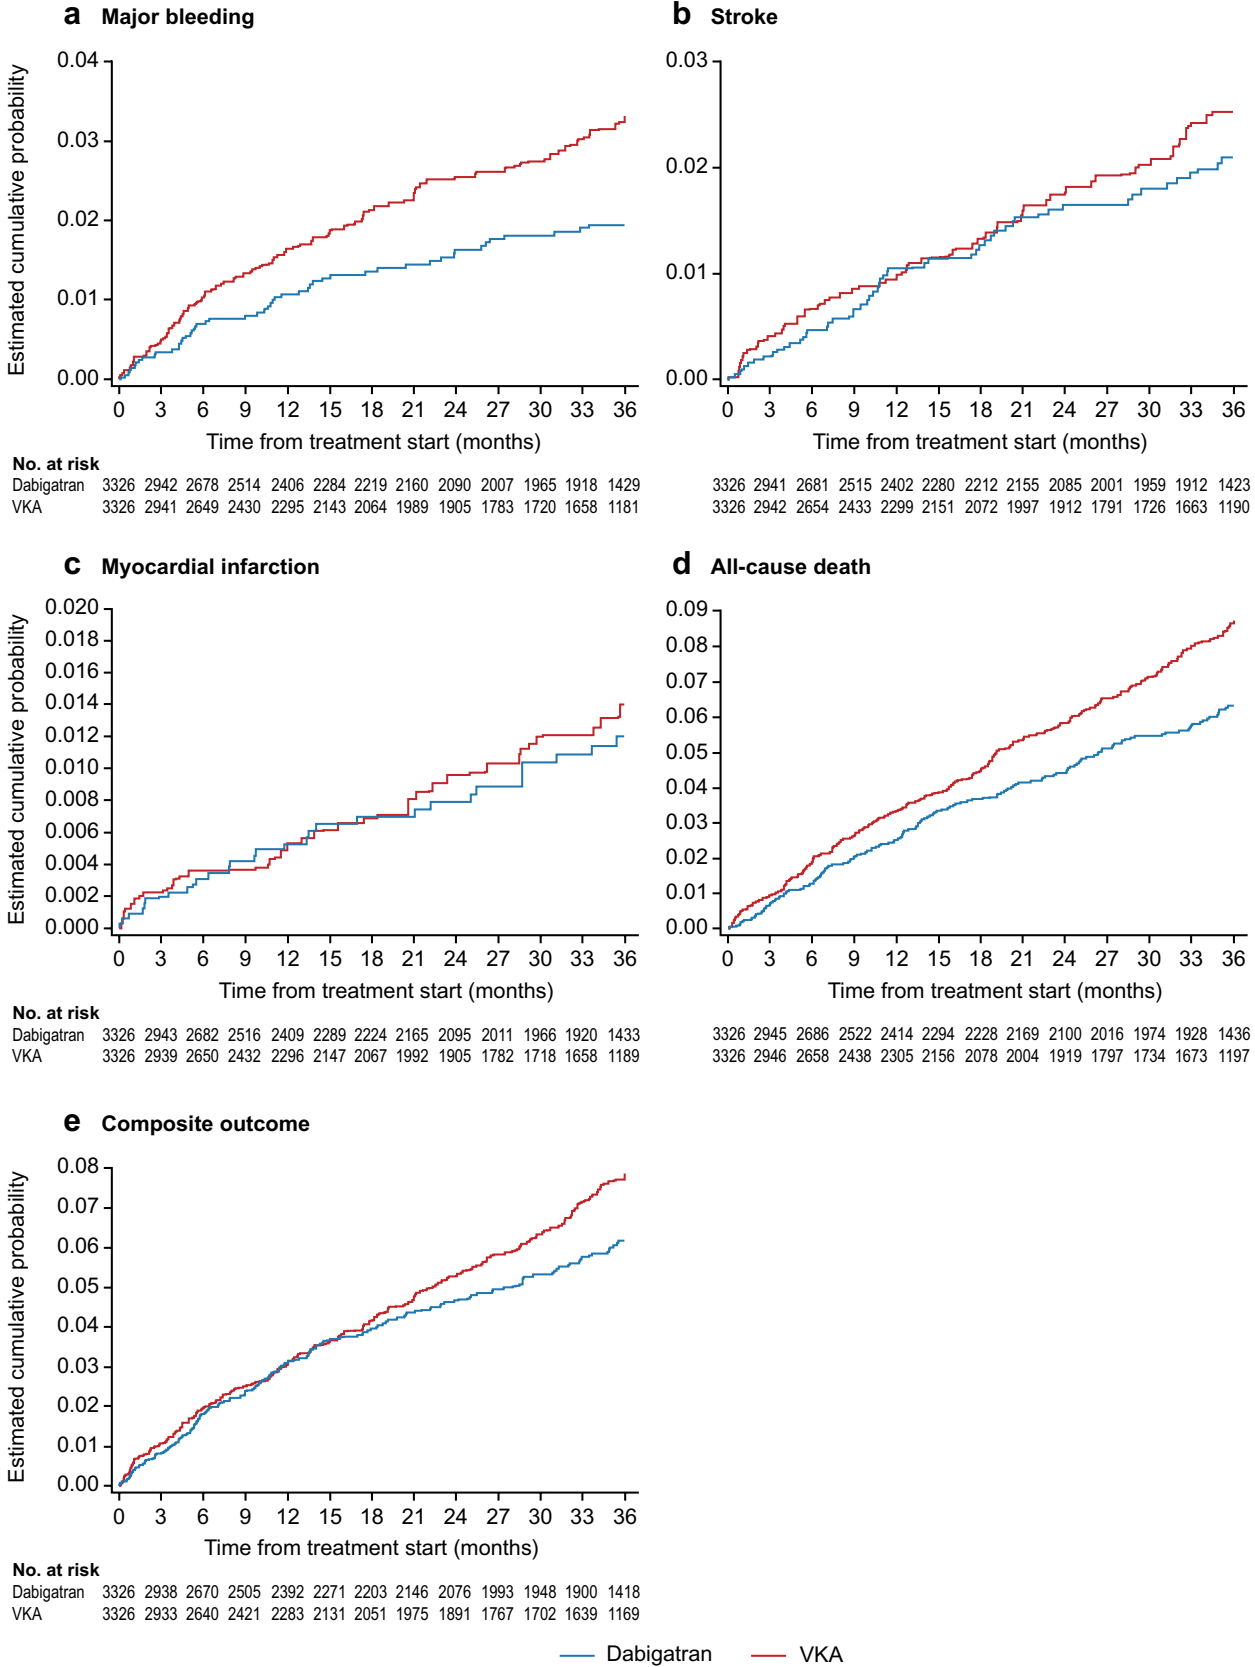 a Major bleeding
Estimated cumulative probability
0.04
0.03
0.02
0.01
0.00
0 3 6 9 12 15 18 21 24 27 30 33 36
Time from treatment start (months)
No. at risk
Dabigatran 3326 2942 2678 2514 2406 2284 2219 2160 2090 2007 1965 1918 1429
VKA 3326 2941 2649 2430 2295 2143 2064 1989 1905 1783 1720 1658 1181
b Stroke
0.03
0.02
0.01
0.00
0 3 6 9 12 15 18 21 24 27 30 33 36
Time from treatment start (months)
3326 2941 2681 2515 2402 2280 2212 2155 2085 2001 1959 1912 1423
3326 2942 2654 2433 2299 2151 2072 1997 1912 1791 1726 1663 1190
c Myocardial infarction
Estimated cumulative probability
0.020
0.018
0.016
0.014
0.012
0.010
0.008
0.006
0.004
0.002
0.000
0 3 6 9 12 15 18 21 24 27 30 33 36
Time from treatment start (months)
No. at risk
Dabigatran 3326 2943 2682 2516 2409 2289 2224 2165 2095 2011 1966 1920 1433
VKA 3326 2939 2650 2432 2296 2147 2067 1992 1905 1782 1718 1658 1189
d All-cause death
0.09
0.08
0.07
0.06
0.05
0.04
0.03
0.02
0.01
0.00
0 3 6 9 12 15 18 21 24 27 30 33 36
Time from treatment start (months)
3326 2945 2686 2522 2414 2294 2228 2169 2100 2016 1974 1928 1436
3326 2946 2658 2438 2305 2156 2078 2004 1919 1797 1734 1673 1197
e Composite outcome
Estimated cumulative probability
0.08
0.07
0.06
0.05
0.04
0.03
0.02
0.01
0.00
0 3 6 9 12 15 18 21 24 27 30 33 36
Time from treatment start (months)
No. at risk
Dabigatran 3326 2938 2670 2505 2392 2271 2203 2146 2076 1993 1948 1900 1418
VKA 3326 2933 2640 2421 2283 2131 2051 1975 1891 1767 1702 1639 1169
Dabigatran VKA